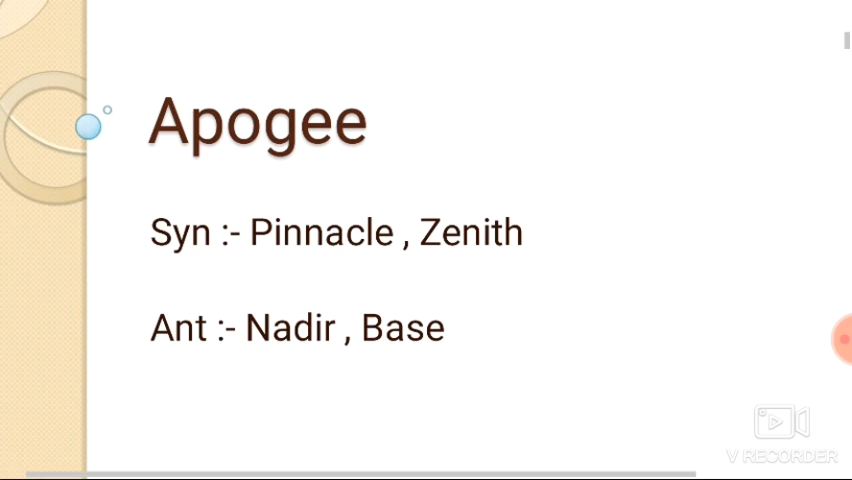 Apogee
Syn :- Pinnacle , Zenith
Ant :- Nadir , Base
V RECORDER